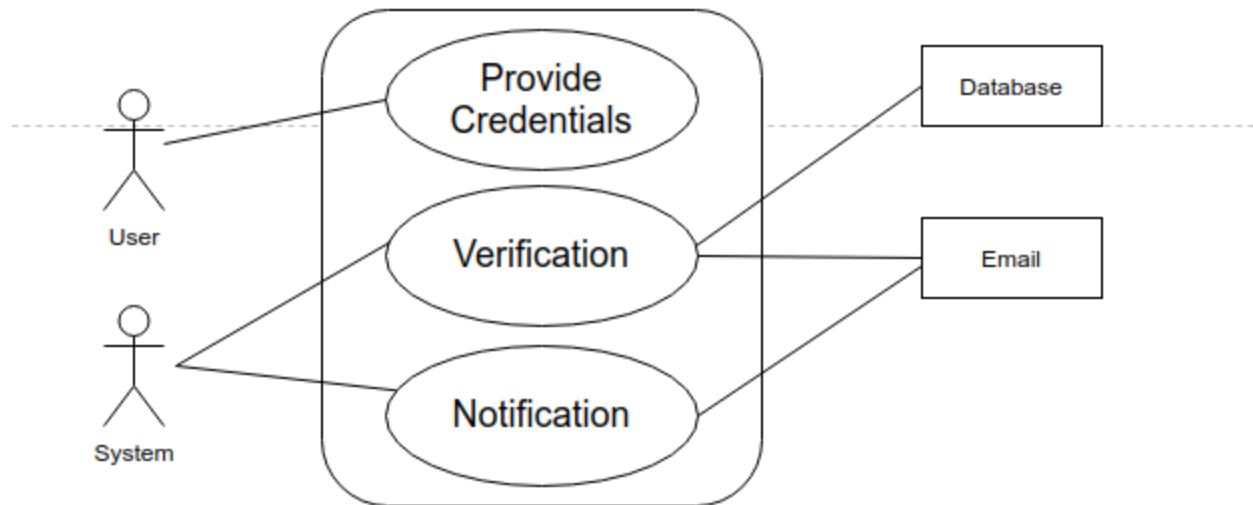 Provide
Credentials
Database
User
Verification
Email
Notification
System